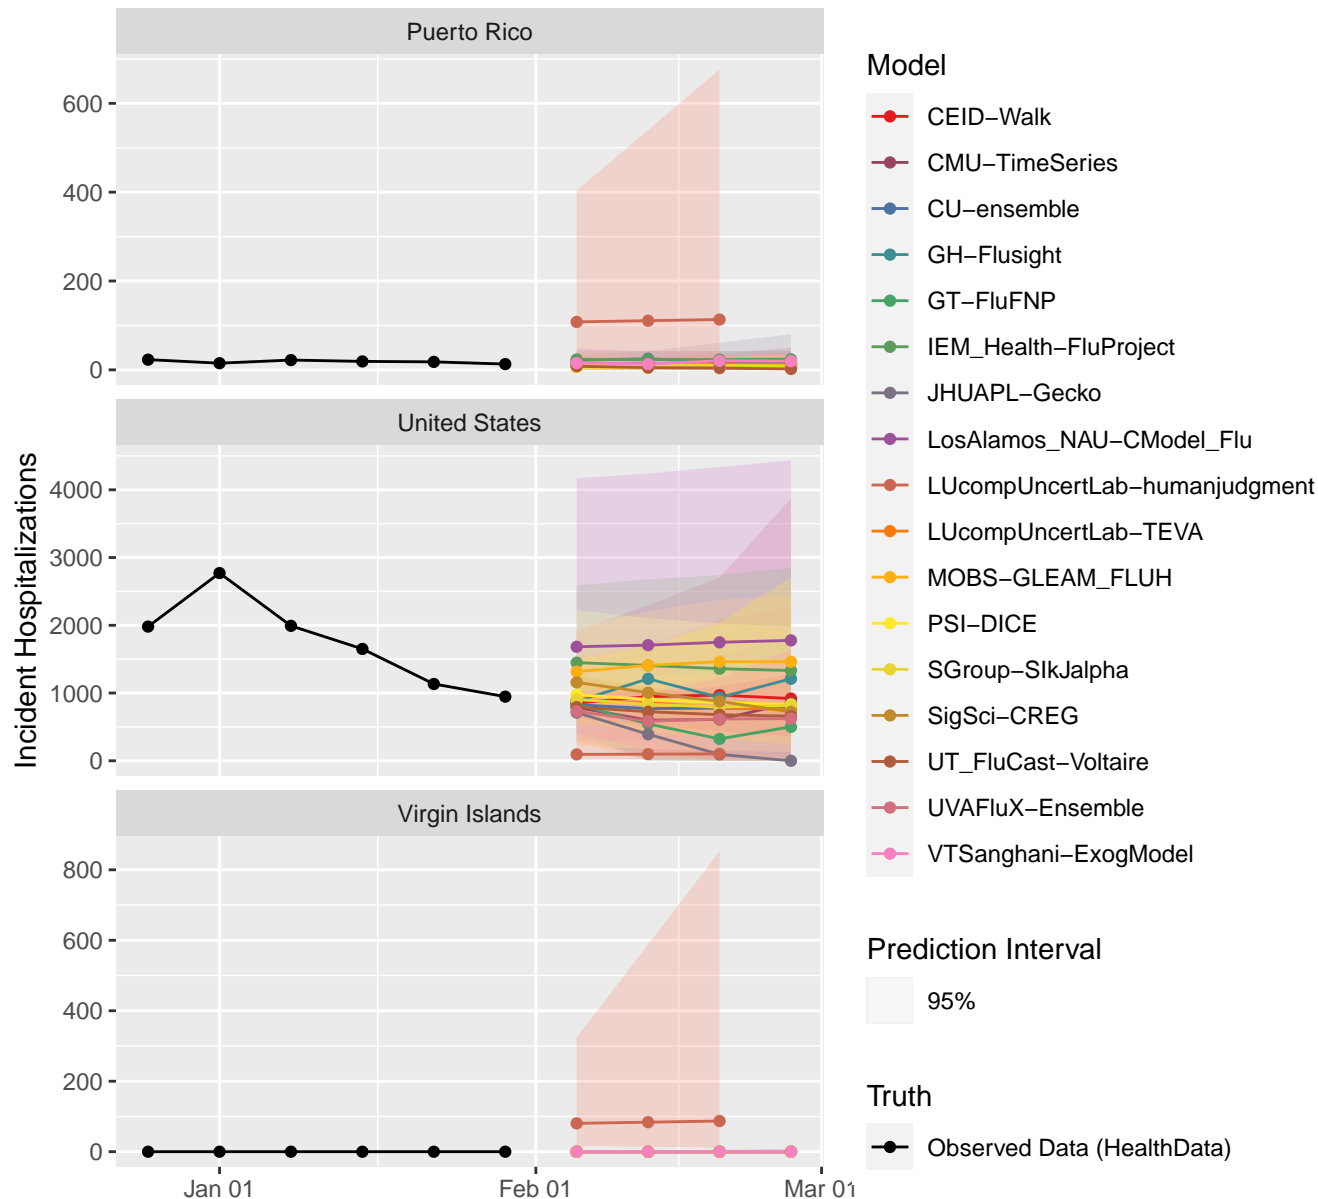 Puerto Rico
600
400
200
0
United States
4000
3000
2000
1000
0
Virgin Islands
800
600
400
200
0
Jan 01
Feb 01
Mar 01
Incident Hospitalizations
Model
CEID−Walk
CMU−TimeSeries
CU−ensemble
GH−Flusight
GT−FluFNP
IEM_Health−FluProject
JHUAPL−Gecko
LosAlamos_NAU−CModel_Flu
LUcompUncertLab−humanjudgment
LUcompUncertLab−TEVA
MOBS−GLEAM_FLUH
PSI−DICE
SGroup−SIkJalpha
SigSci−CREG
UT_FluCast−Voltaire
UVAFluX−Ensemble
VTSanghani−ExogModel
Prediction Interval
95%
Truth
Observed Data (HealthData)